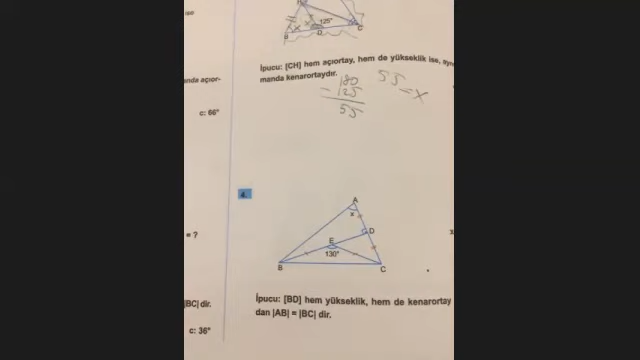 125°
B
D
C
İpucu: [CH] hem açıortay, hem de yükseklik ise, aynı
manda kenarortaydır.
anda açıor-
180
- 125
55
55 = x
c: 66°
4.
A
x
D
E
130°
B
C
= ?
İpucu: [BD] hem yükseklik, hem de kenarortay
dan |AB| = |BC| dir.
|BC| dir.
c: 36°